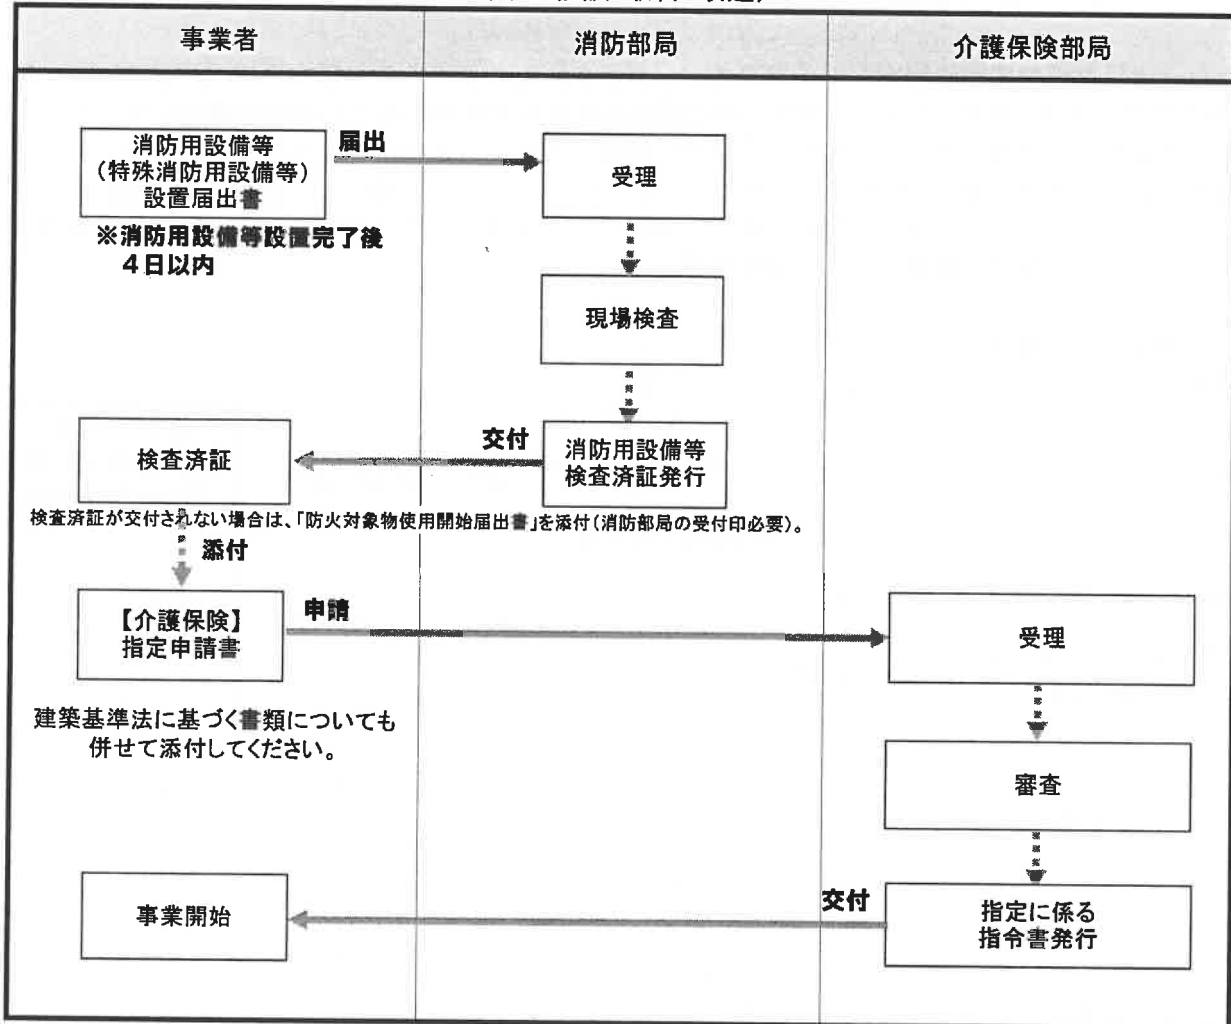 事業者
消防部局
介護保険部局
消防用設備等
(特殊消防用設備等)
設置届出書
届出
受理
※消防用設備等設置完了後
4日以内
現場検査
検査済証
交付
消防用設備等
検査済証発行
検査済証が交付されない場合は、「防火対象物使用開始届出書」を添付(消防部局の受付印必要)。
添付
【介護保険】
指定申請書
申請
受理
建築基準法に基づく書類についても
併せて添付してください。
審査
事業開始
交付
指定に係る
指令書発行